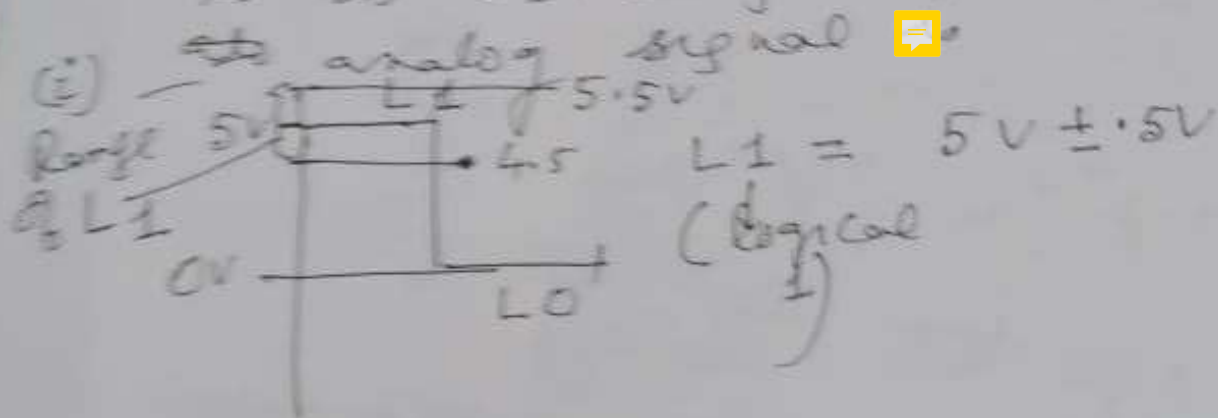 analog signal
(i)
L1
5.5V
Range
of L1
5V
4.5
0V
L0
L1 = 5V ± .5V
(Logical
1)